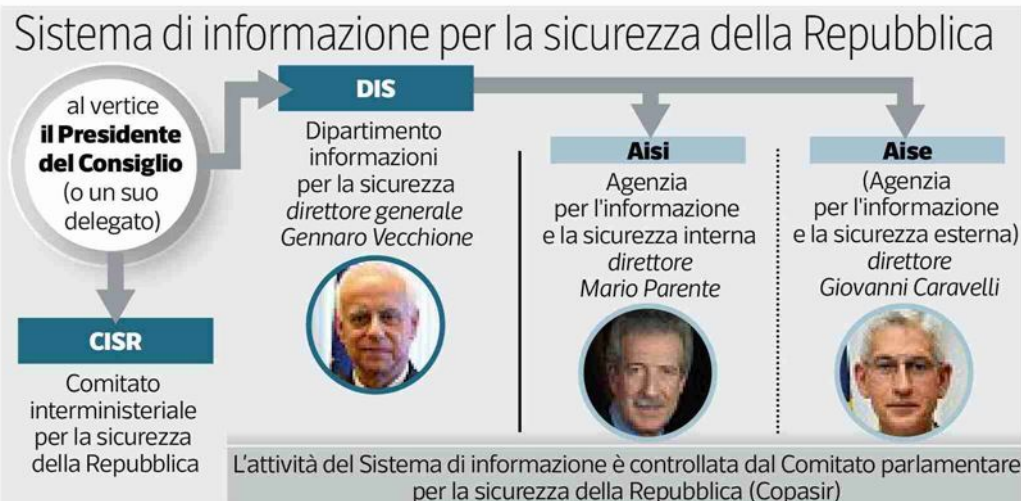 Sistema di informazione per la sicurezza della Repubblica
al vertice
il Presidente
del Consiglio
(o un suo
delegato)
CISR
Comitato
interministeriale
per la sicurezza
della Repubblica
DIS
Dipartimento
informazioni
per la sicurezza
direttore generale
Gennaro Vecchione
Aisi
Agenzia
per l'informazione
e la sicurezza interna
direttore
Mario Parente
Aise
(Agenzia
per l'informazione
e la sicurezza esterna)
direttore
Giovanni Caravelli
L'attività del Sistema di informazione è controllata dal Comitato parlamentare
per la sicurezza della Repubblica (Copasir)